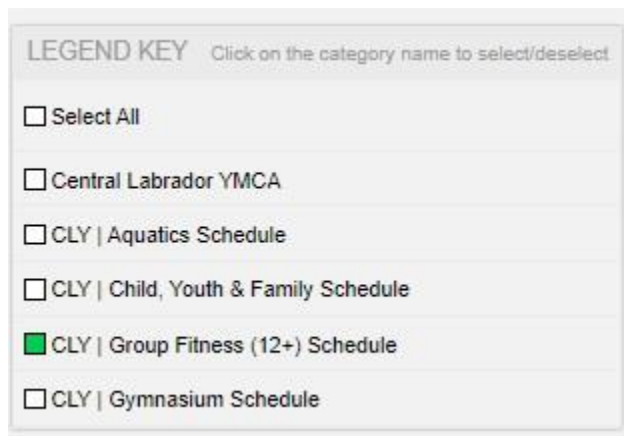 LEGEND KEY Click on the category name to select/deselect
Select All
Central Labrador YMCA
CLY | Aquatics Schedule
CLY | Child, Youth & Family Schedule
CLY | Group Fitness (12+) Schedule
CLY | Gymnasium Schedule